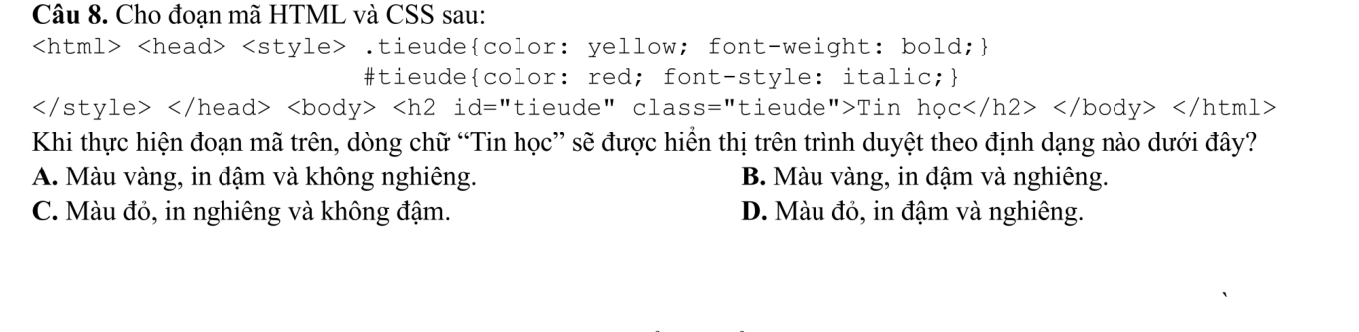 Câu 8. Cho đoạn mã HTML và CSS sau:
<html> <head> <style> .tieude{color: yellow; font-weight: bold;}
#tieude{color: red; font-style: italic;}
</style> </head> <body> <h2 id="tieude" class="tieude">Tin học</h2> </body> </html>
Khi thực hiện đoạn mã trên, dòng chữ “Tin học” sẽ được hiển thị trên trình duyệt theo định dạng nào dưới đây?
A. Màu vàng, in đậm và không nghiêng. B. Màu vàng, in đậm và nghiêng.
C. Màu đỏ, in nghiêng và không đậm. D. Màu đỏ, in đậm và nghiêng.